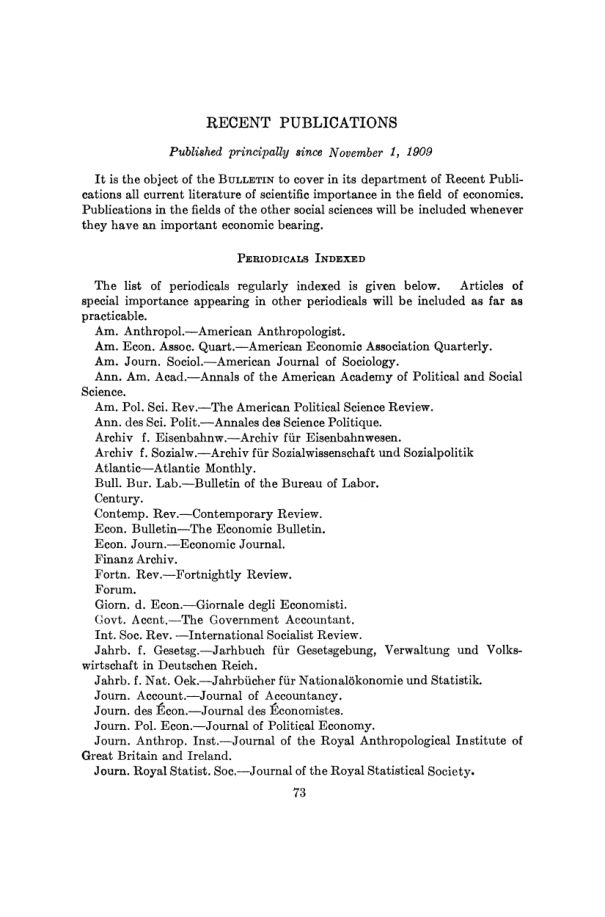 RECENT PUBLICATIONS
Published principally since November 1, 1909
It is the object of the BULLETIN to cover in its department of Recent Publi-
cations all current literature of scientific importance in the field of economics.
Publications in the fields of the other social sciences will be included whenever
they have an important economic bearing.
PERIODICALS INDEXED
The list of periodicals regularly indexed is given below. Articles of
special importance appearing in other periodicals will be included as far as
practicable.
Am. Anthropol.—American Anthropologist.
Am. Econ. Assoc. Quart.—American Economic Association Quarterly.
Am. Journ. Sociol.—American Journal of Sociology.
Ann. Am. Acad.—Annals of the American Academy of Political and Social
Science.
Am. Pol. Sci. Rev.—The American Political Science Review.
Ann. des Sci. Polit.—Annales des Science Politique.
Archiv f. Eisenbahnw.—Archiv für Eisenbahnwesen.
Archiv f. Sozialw.—Archiv für Sozialwissenschaft und Sozialpolitik
Atlantic—Atlantic Monthly.
Bull. Bur. Lab.—Bulletin of the Bureau of Labor.
Century.
Contemp. Rev.—Contemporary Review.
Econ. Bulletin—The Economic Bulletin.
Econ. Journ.—Economic Journal.
Finanz Archiv.
Fortn. Rev.—Fortnightly Review.
Forum.
Giorn. d. Econ.—Giornale degli Economisti.
Govt. Accnt.—The Government Accountant.
Int. Soc. Rev. —International Socialist Review.
Jahrb. f. Gesetsg.—Jarhbuch für Gesetsgebung, Verwaltung und Volks-
wirtschaft in Deutschen Reich.
Jahrb. f. Nat. Oek.—Jahrbücher für Nationalökonomie und Statistik.
Journ. Account.—Journal of Accountancy.
Journ. des Écon.—Journal des Économistes.
Journ. Pol. Econ.—Journal of Political Economy.
Journ. Anthrop. Inst.—Journal of the Royal Anthropological Institute of
Great Britain and Ireland.
Journ. Royal Statist. Soc.—Journal of the Royal Statistical Society.
73